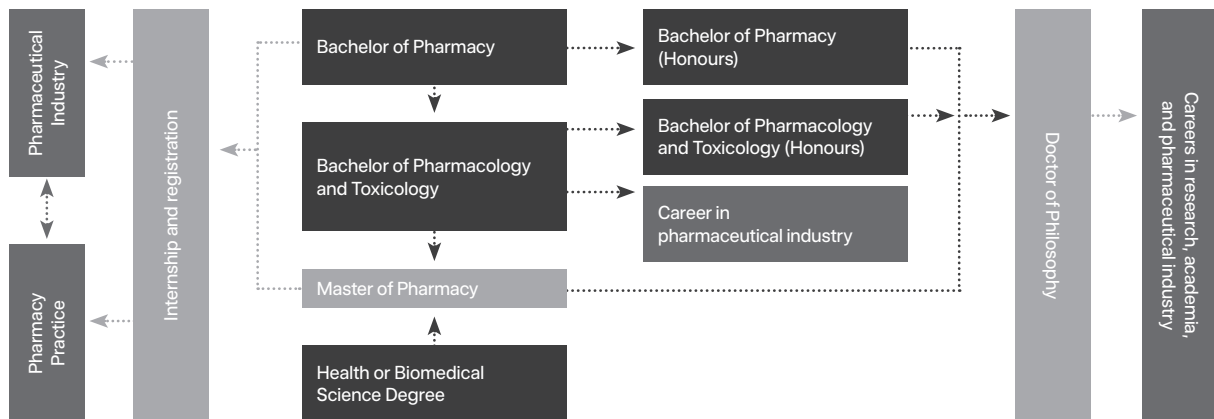 Pharmaceutical
Industry
Pharmacy
Practice
Internship and registration
Bachelor of Pharmacy
Bachelor of Pharmacology
and Toxicology
Master of Pharmacy
Health or Biomedical
Science Degree
Bachelor of Pharmacy
(Honours)
Bachelor of Pharmacology
and Toxicology (Honours)
Career in
pharmaceutical industry
Doctor of Philosophy
Careers in research, academia,
and pharmaceutical industry